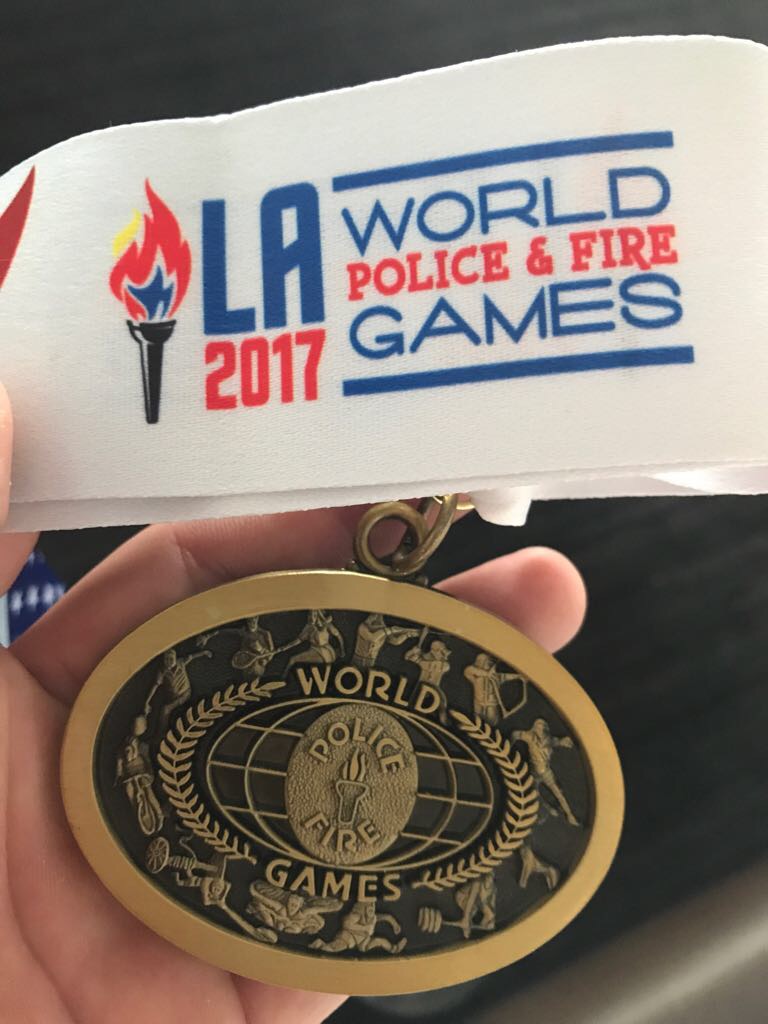 LA
2017
WORLD
POLICE & FIRE
GAMES
WORLD
POLICE
FIRE
GAMES